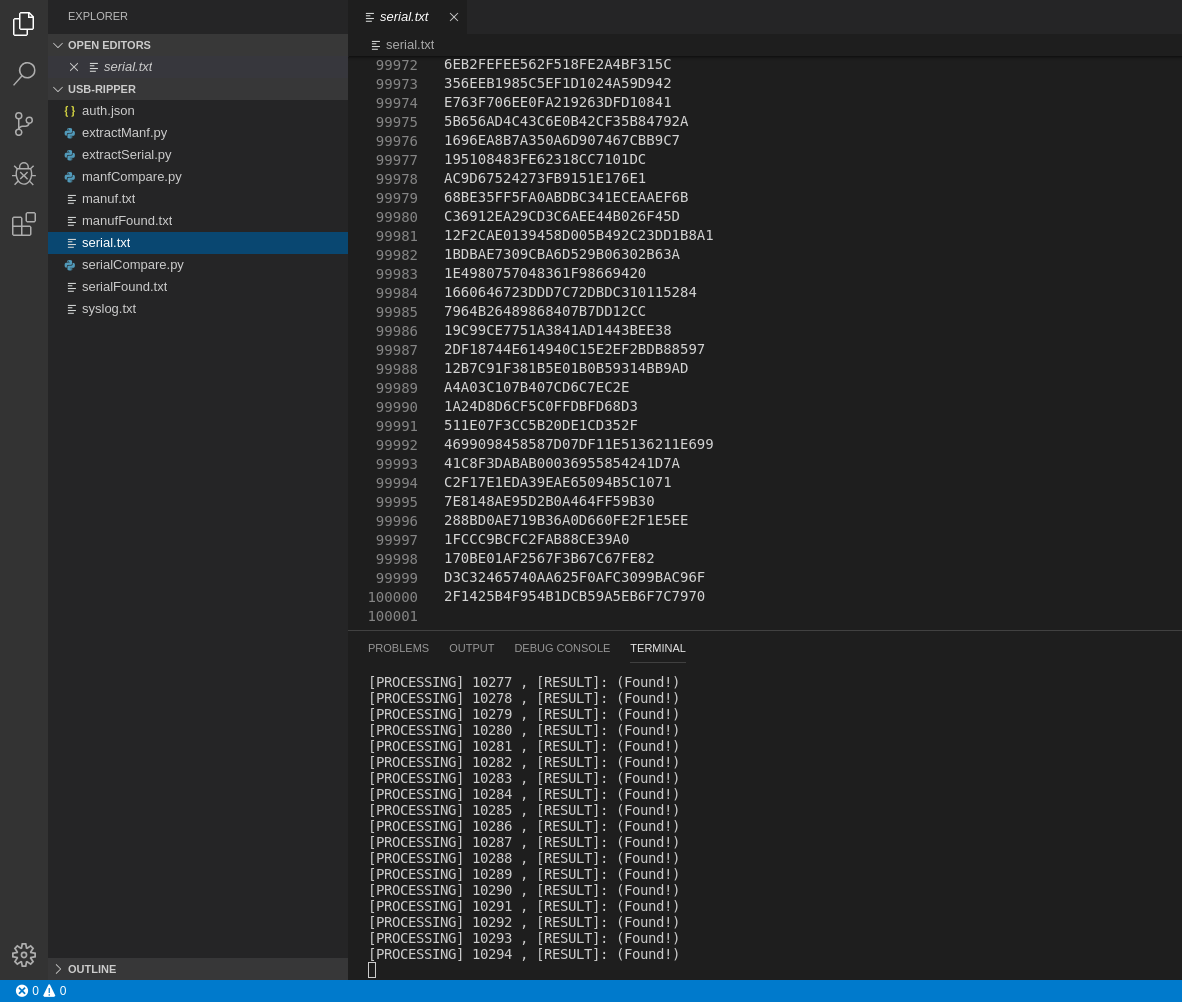 EXPLORER
OPEN EDITORS
serial.txt
USB-RIPPER
{} auth.json
extractManf.py
extractSerial.py
manfCompare.py
manuf.txt
manufFound.txt
serial.txt
serialCompare.py
serialFound.txt
syslog.txt
OUTLINE
serial.txt
serial.txt
99972 6EB2FEFEE562F518FE2A4BF315C
99973 356EEB1985C5EF1D1024A59D942
99974 E763F706EE0FA219263DFD10841
99975 5B656AD4C43C6E0B42CF35B84792A
99976 1696EA8B7A350A6D907467CBB9C7
99977 195108483FE62318CC7101DC
99978 AC9D67524273FB9151E176E1
99979 68BE35FF5FA0ABDBC341ECEAAEF6B
99980 C36912EA29CD3C6AEE44B026F45D
99981 12F2CAE0139458D005B492C23DD1B8A1
99982 1BDBAE7309CBA6D529B06302B63A
99983 1E4980757048361F98669420
99984 1660646723DDD7C72DBDC310115284
99985 7964B26489868407B7DD12CC
99986 19C99CE7751A3841AD1443BEE38
99987 2DF18744E614940C15E2EF2BDB88597
99988 12B7C91F381B5E01B0B59314BB9AD
99989 A4A03C107B407CD6C7EC2E
99990 1A24D8D6CF5C0FFDBFD68D3
99991 511E07F3CC5B20DE1CD352F
99992 4699098458587D07DF11E5136211E699
99993 41C8F3DABAB00036955854241D7A
99994 C2F17E1EDA39EAE65094B5C1071
99995 7E8148AE95D2B0A464FF59B30
99996 288BD0AE719B36A0D660FE2F1E5EE
99997 1FCCC9BCFC2FAB88CE39A0
99998 170BE01AF2567F3B67C67FE82
99999 D3C32465740AA625F0AFC3099BAC96F
100000 2F1425B4F954B1DCB59A5EB6F7C7970
100001
PROBLEMS OUTPUT DEBUG CONSOLE TERMINAL
[PROCESSING] 10277 , [RESULT]: (Found!)
[PROCESSING] 10278 , [RESULT]: (Found!)
[PROCESSING] 10279 , [RESULT]: (Found!)
[PROCESSING] 10280 , [RESULT]: (Found!)
[PROCESSING] 10281 , [RESULT]: (Found!)
[PROCESSING] 10282 , [RESULT]: (Found!)
[PROCESSING] 10283 , [RESULT]: (Found!)
[PROCESSING] 10284 , [RESULT]: (Found!)
[PROCESSING] 10285 , [RESULT]: (Found!)
[PROCESSING] 10286 , [RESULT]: (Found!)
[PROCESSING] 10287 , [RESULT]: (Found!)
[PROCESSING] 10288 , [RESULT]: (Found!)
[PROCESSING] 10289 , [RESULT]: (Found!)
[PROCESSING] 10290 , [RESULT]: (Found!)
[PROCESSING] 10291 , [RESULT]: (Found!)
[PROCESSING] 10292 , [RESULT]: (Found!)
[PROCESSING] 10293 , [RESULT]: (Found!)
[PROCESSING] 10294 , [RESULT]: (Found!)
0 0